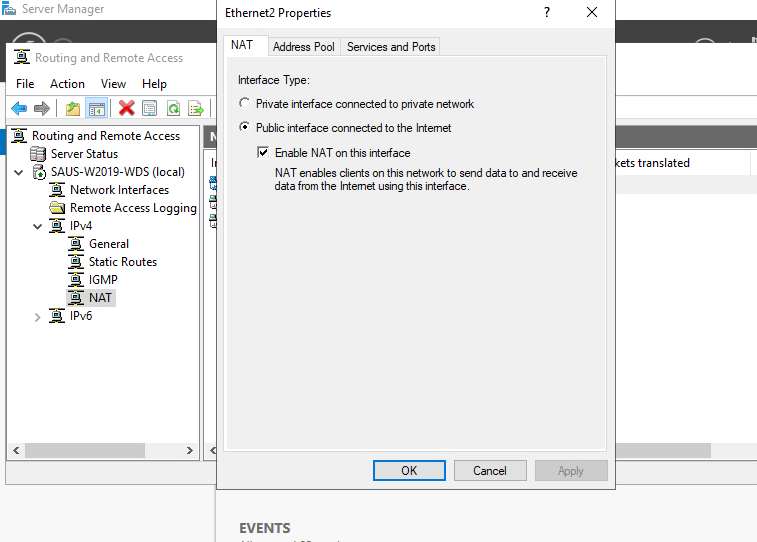 Server Manager
Routing and Remote Access
File Action View Help
Routing and Remote Access
Server Status
SAUS-W2019-WDS (local)
Network Interfaces
Remote Access Logging
IPv4
General
Static Routes
IGMP
NAT
IPv6
Ethernet2 Properties
? ×
NAT Address Pool Services and Ports
Interface Type:
Private interface connected to private network
Public interface connected to the Internet
Enable NAT on this interface
NAT enables clients on this network to send data to and receive
data from the Internet using this interface.
OK Cancel Apply
kets translated
EVENTS